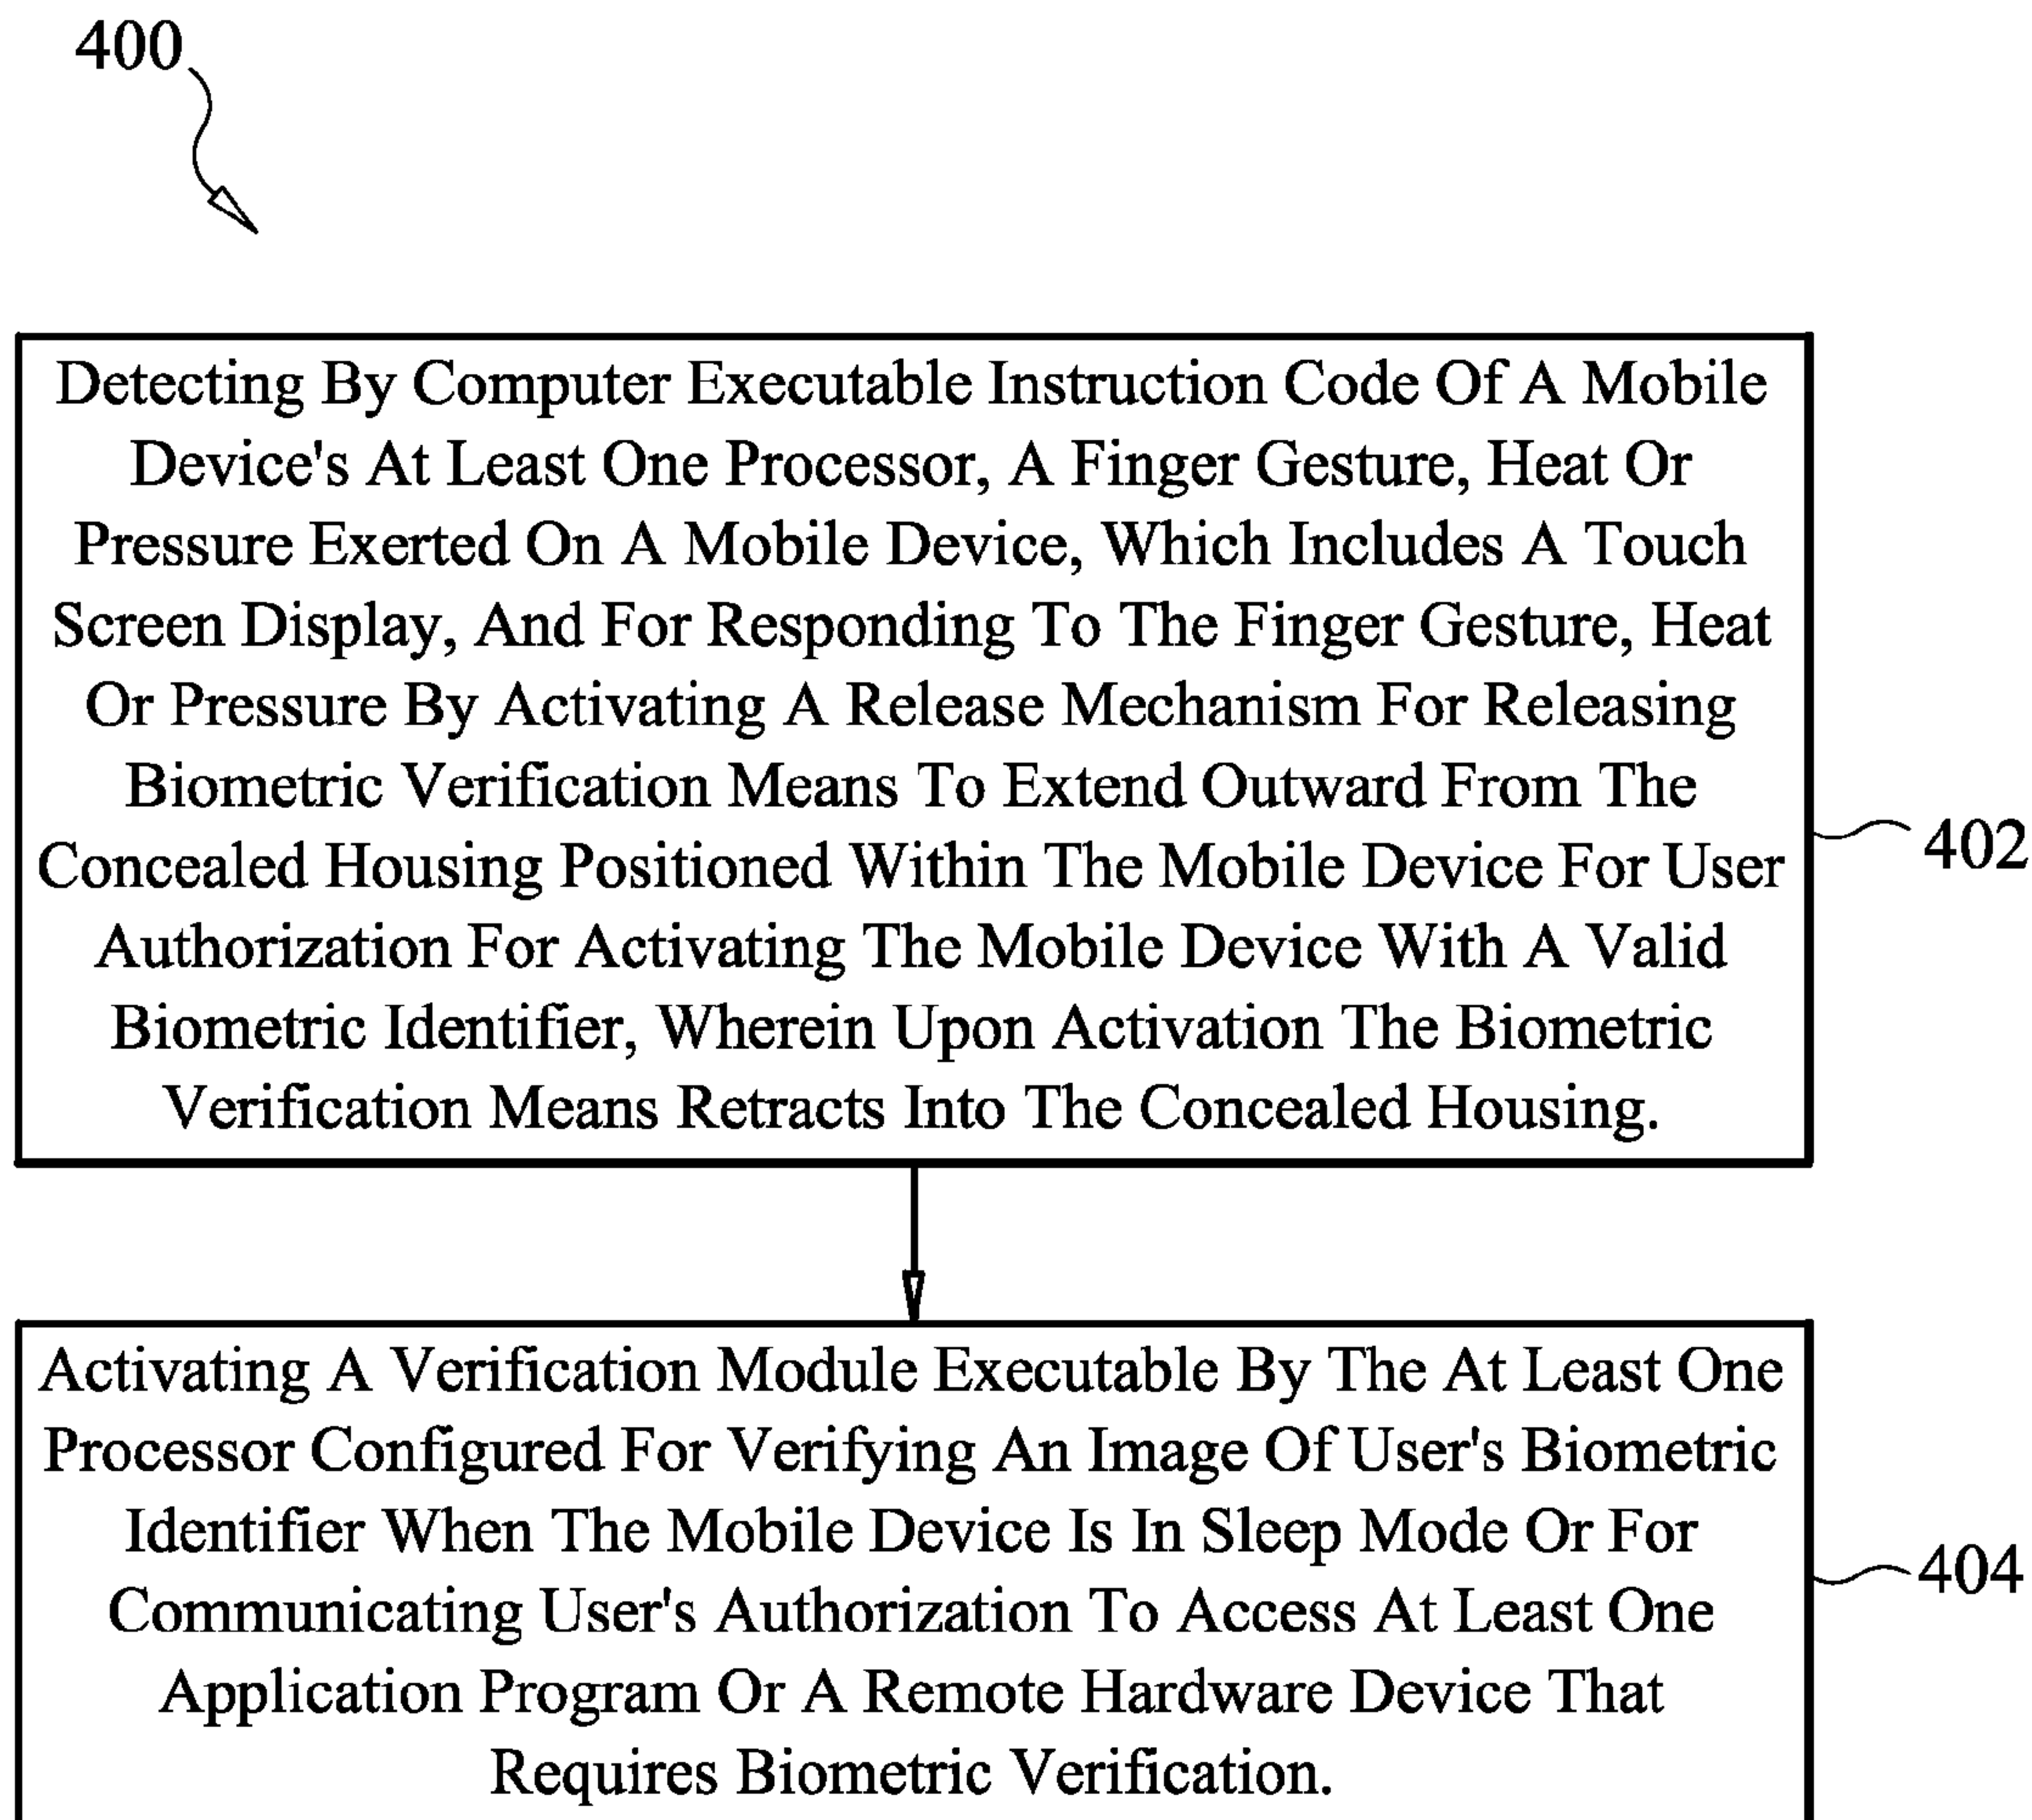 400
Detecting By Computer Executable Instruction Code Of A Mobile
Device's At Least One Processor, A Finger Gesture, Heat Or
Pressure Exerted On A Mobile Device, Which Includes A Touch
Screen Display, And For Responding To The Finger Gesture, Heat
Or Pressure By Activating A Release Mechanism For Releasing
Biometric Verification Means To Extend Outward From The
Concealed Housing Positioned Within The Mobile Device For User
Authorization For Activating The Mobile Device With A Valid
Biometric Identifier, Wherein Upon Activation The Biometric
Verification Means Retracts Into The Concealed Housing.
402
Activating A Verification Module Executable By The At Least One
Processor Configured For Verifying An Image Of User's Biometric
Identifier When The Mobile Device Is In Sleep Mode Or For
Communicating User's Authorization To Access At Least One
Application Program Or A Remote Hardware Device That
Requires Biometric Verification.
404